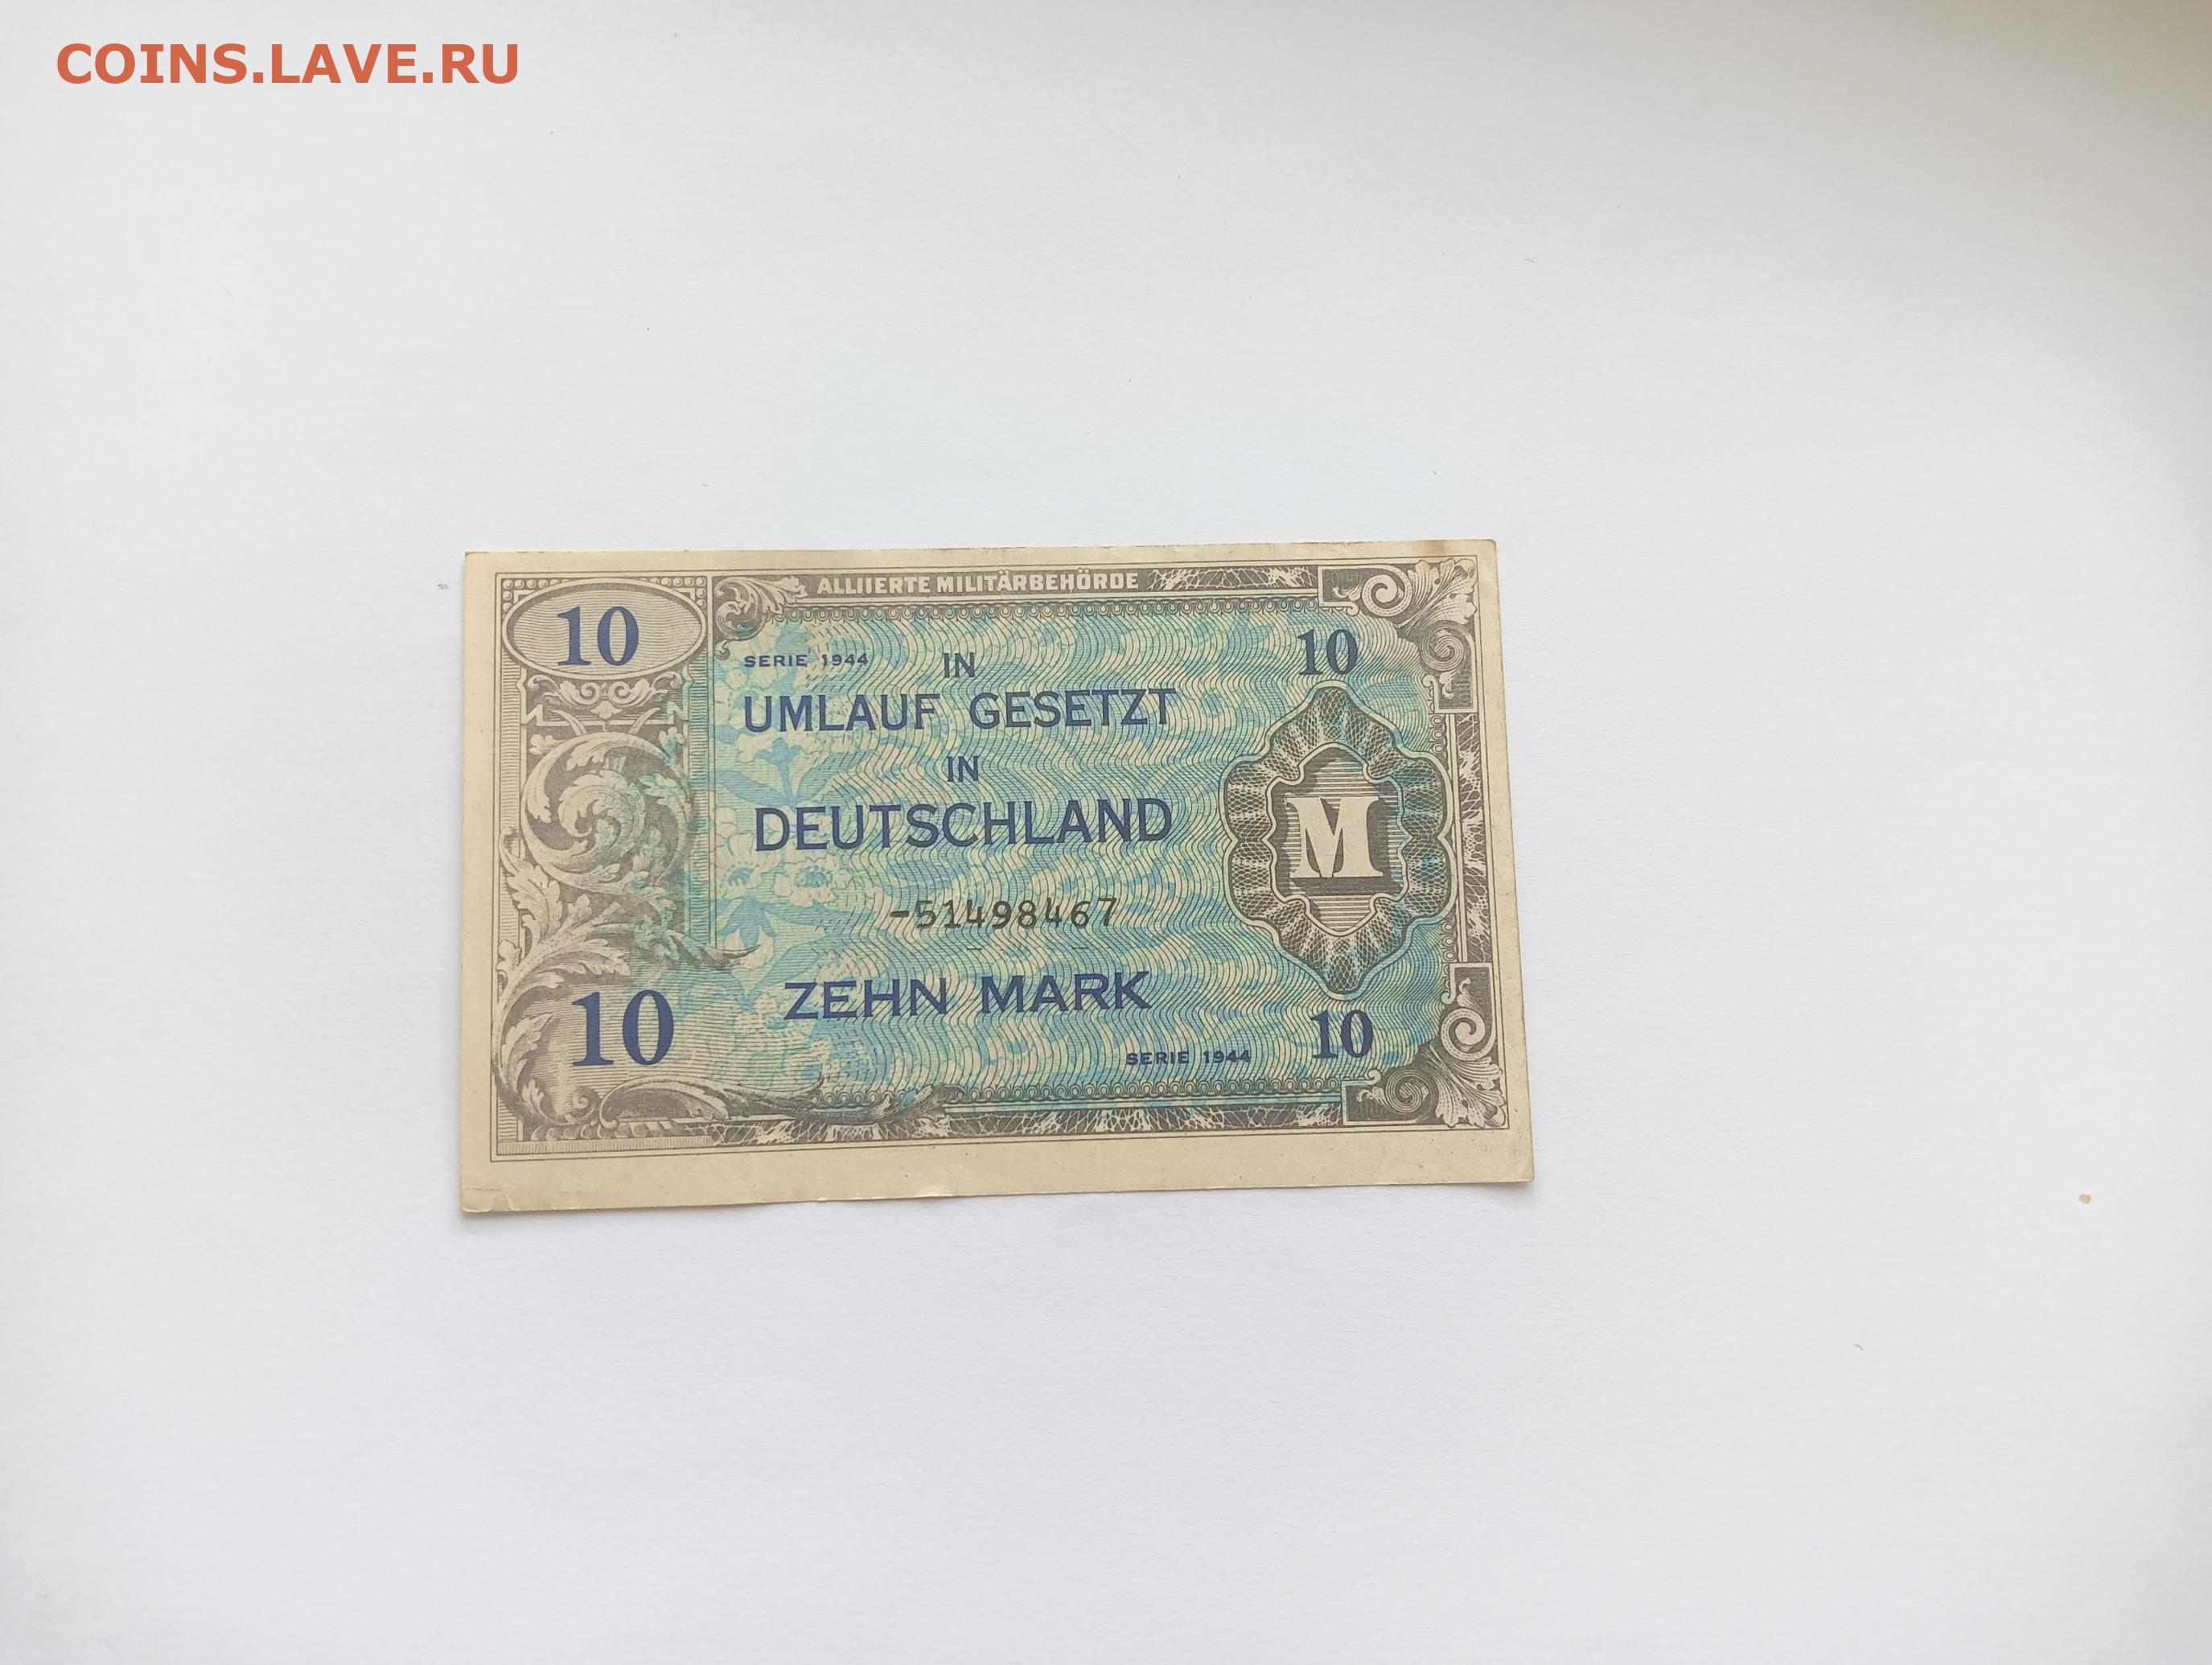 COINS.LAVE.RU
ALLIIERTE MILITÄRBEHÖRDE
10
10
SERIE 1944
IN
UMLAUF GESETZT
IN
DEUTSCHLAND
M
-51498467
ZEHN MARK
10
10
SERIE 1944